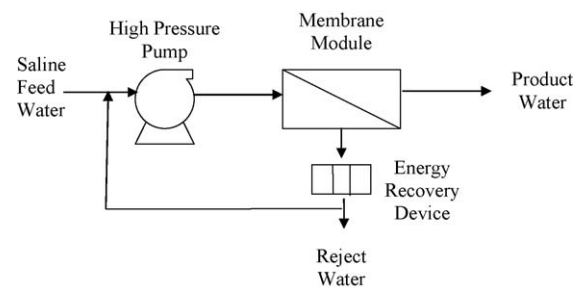 High Pressure
Pump
Membrane
Module
Saline
Feed
Water
Product
Water
Energy
Recovery
Device
Reject
Water